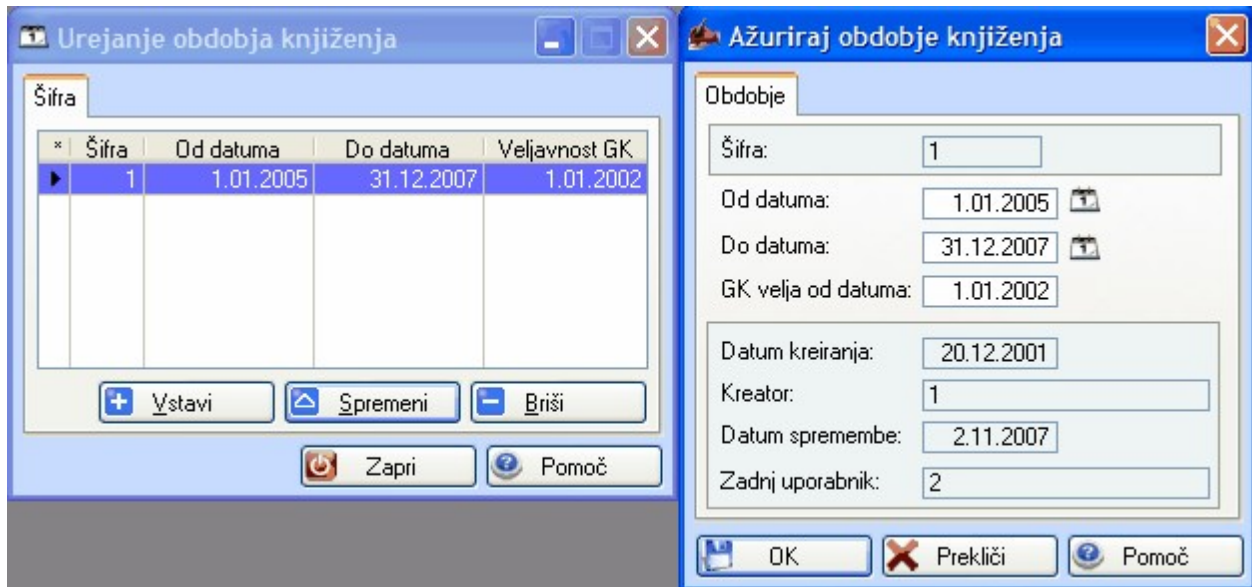 Urejanje obdobja knjiženja
Šifra
* Šifra Od datuma Do datuma Veljavnost GK
1 1.01.2005 31.12.2007 1.01.2002
Vstavi Spremeni Briši
Zapri Pomoč
Ažuriraj obdobje knjiženja
Obdobje
Šifra: 1
Od datuma: 1.01.2005
Do datuma: 31.12.2007
GK velja od datuma: 1.01.2002
Datum kreiranja: 20.12.2001
Kreator: 1
Datum spremembe: 2.11.2007
Zadnj uporabnik: 2
OK Prekliči Pomoč